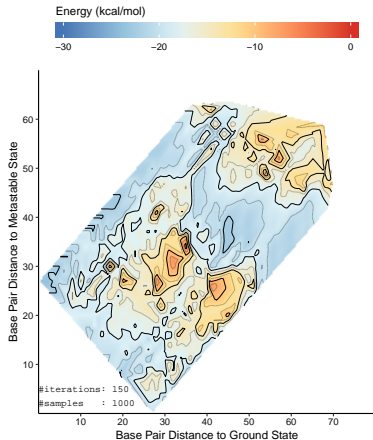 Energy (kcal/mol)
−30 −20 −10 0
Base Pair Distance to Metastable State
60
50
40
30
20
10
#iterations: 150
#samples   : 1000
10 20 30 40 50 60 70
Base Pair Distance to Ground State